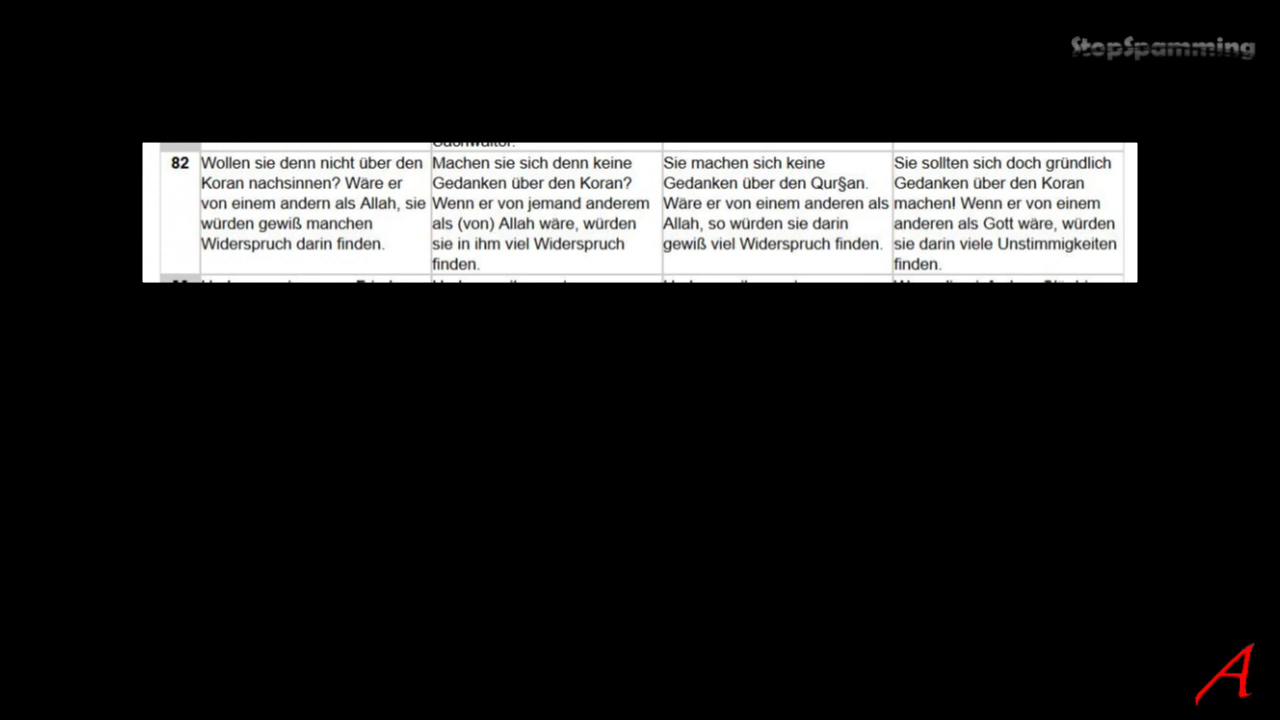 StopSpamming
82
Wollen sie denn nicht über den
Koran nachsinnen? Wäre er
von einem andern als Allah, sie
würden gewiß manchen
Widerspruch darin finden.
Machen sie sich denn keine
Gedanken über den Koran?
Wenn er von jemand anderem
als (von) Allah wäre, würden
sie in ihm viel Widerspruch
finden.
Sie machen sich keine
Gedanken über den Qur§an.
Wäre er von einem anderen als
Allah, so würden sie darin
gewiß viel Widerspruch finden.
Sie sollten sich doch gründlich
Gedanken über den Koran
machen! Wenn er von einem
anderen als Gott wäre, würden
sie darin viele Unstimmigkeiten
finden.
A